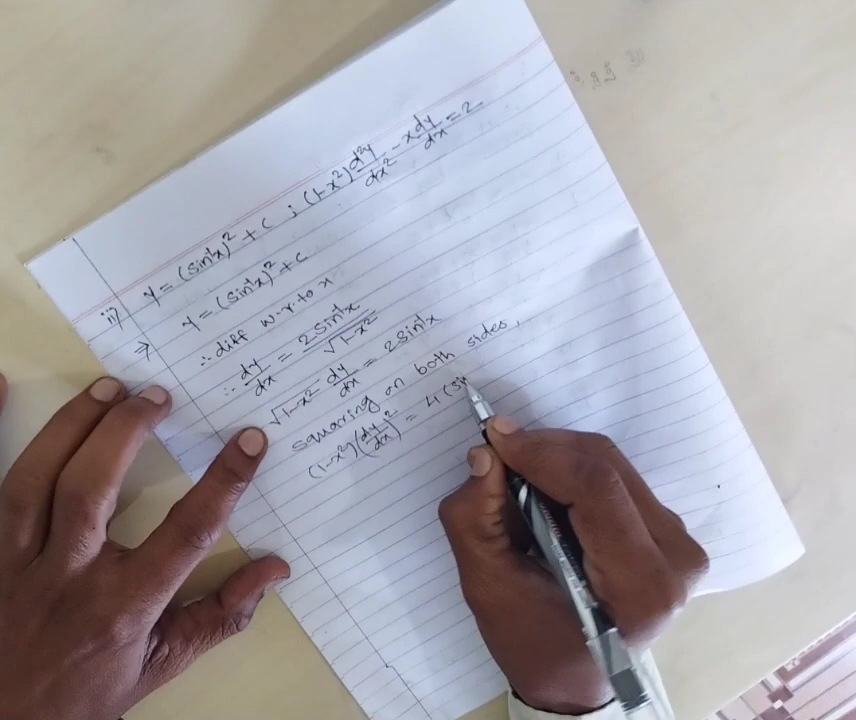 ii) y = (sin⁻¹x)² + c ; (1-x²) d²y/dx² - x dy/dx = 2
⇒ y = (sin⁻¹x)² + c
∴ diff w.r.to x
∴ dy/dx = 2 sin⁻¹x / √1-x²
√1-x² dy/dx = 2 sin⁻¹x
squaring on both sides,
(1-x²)(dy/dx)² = 4 (si